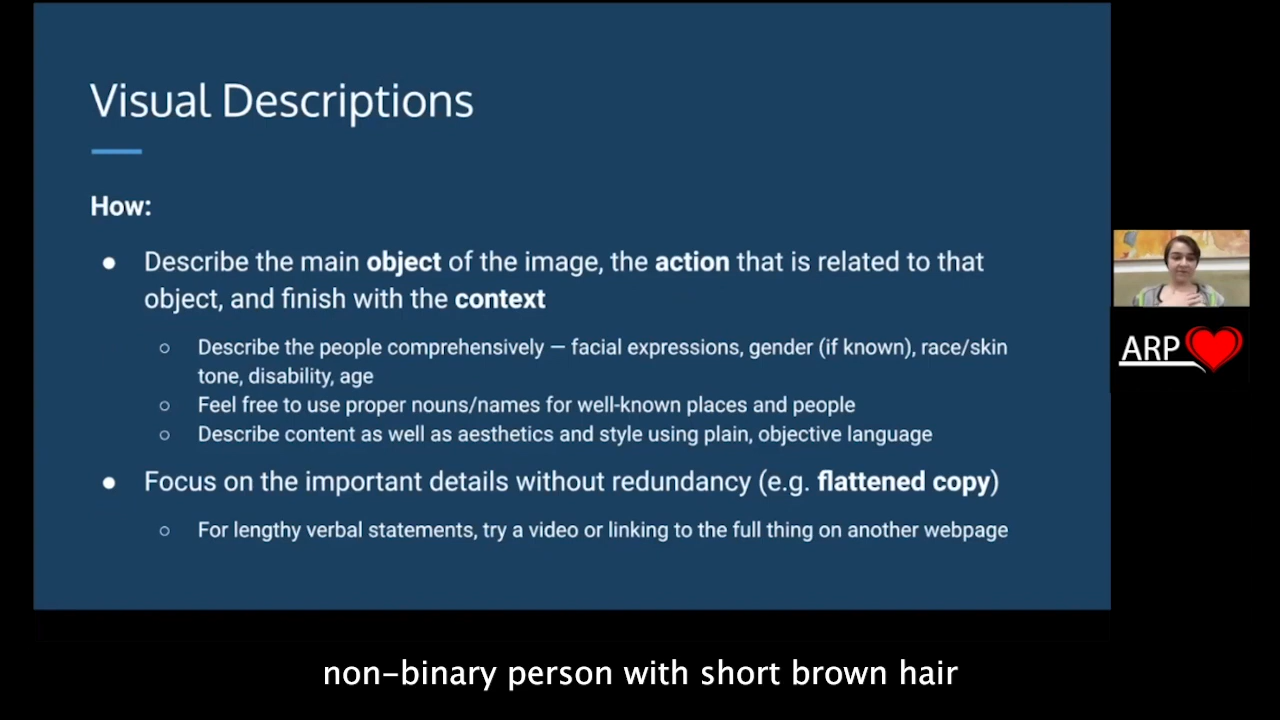 Visual Descriptions
How:
● Describe the main object of the image, the action that is related to that
object, and finish with the context
○ Describe the people comprehensively — facial expressions, gender (if known), race/skin
tone, disability, age
○ Feel free to use proper nouns/names for well-known places and people
○ Describe content as well as aesthetics and style using plain, objective language
● Focus on the important details without redundancy (e.g. flattened copy)
○ For lengthy verbal statements, try a video or linking to the full thing on another webpage
ARP
non-binary person with short brown hair